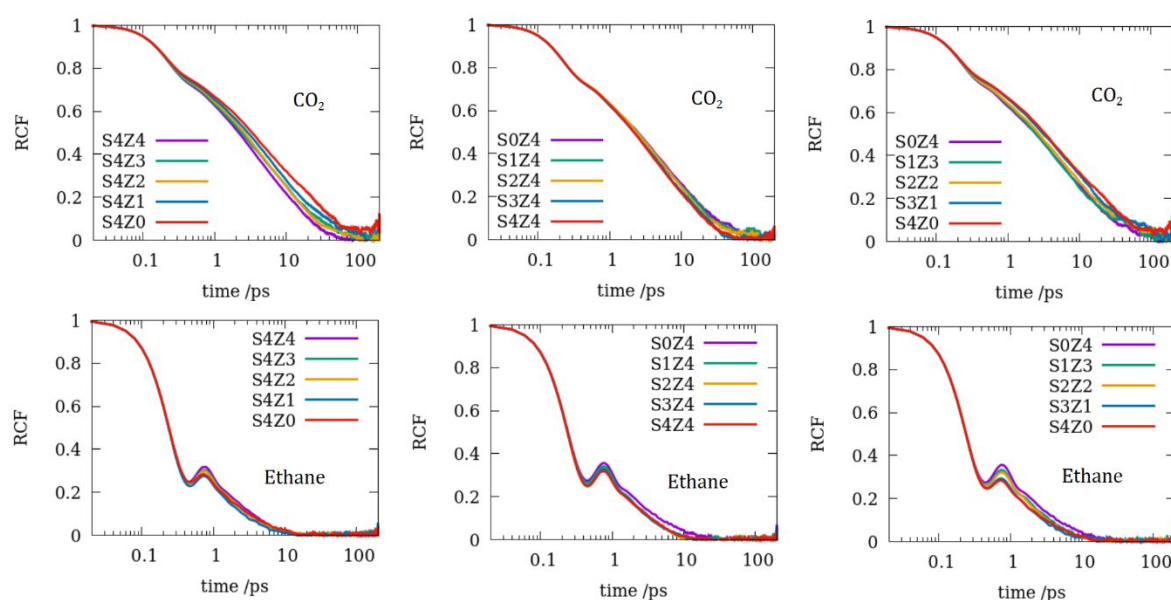 1
0.8
0.6
0.4
0.2
0
RCF
CO2
S4Z4
S4Z3
S4Z2
S4Z1
S4Z0
0.1
1
10
100
time /ps
1
0.8
0.6
0.4
0.2
0
RCF
CO2
S0Z4
S1Z4
S2Z4
S3Z4
S4Z4
0.1
1
10
100
time /ps
1
0.8
0.6
0.4
0.2
0
RCF
CO2
S0Z4
S1Z3
S2Z2
S3Z1
S4Z0
0.1
1
10
100
time /ps
1
0.8
0.6
0.4
0.2
0
RCF
S4Z4
S4Z3
S4Z2
S4Z1
S4Z0
Ethane
0.1
1
10
100
time /ps
1
0.8
0.6
0.4
0.2
0
RCF
S0Z4
S1Z4
S2Z4
S3Z4
S4Z4
Ethane
0.1
1
10
100
time /ps
1
0.8
0.6
0.4
0.2
0
RCF
S0Z4
S1Z3
S2Z2
S3Z1
S4Z0
Ethane
0.1
1
10
100
time /ps